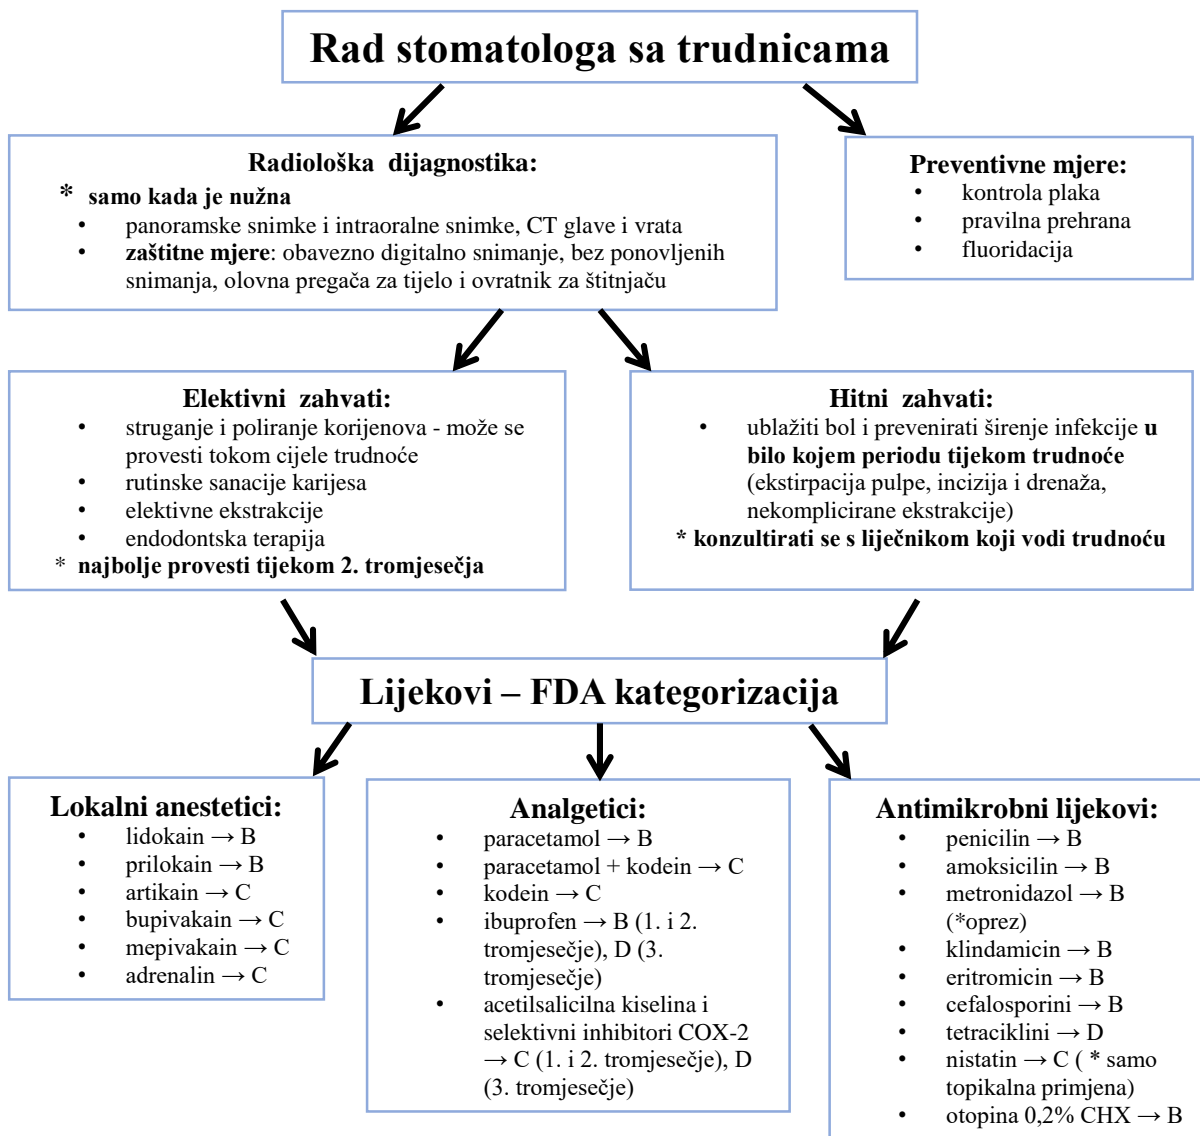 Rad stomatologa sa trudnicama
Radiološka dijagnostika:
* samo kada je nužna
• panoramske snimke i intraoralne snimke, CT glave i vrata
• zaštitne mjere: obavezno digitalno snimanje, bez ponovljenih
snimanja, olovna pregača za tijelo i ovratnik za štitnjaču
Preventivne mjere:
• kontrola plaka
• pravilna prehrana
• fluoridacija
Elektivni zahvati:
• struganje i poliranje korijenova - može se
provesti tokom cijele trudnoće
• rutinske sanacije karijesa
• elektivne ekstrakcije
• endodontska terapija
* najbolje provesti tijekom 2. tromjesečja
Hitni zahvati:
• ublažiti bol i prevenirati širenje infekcije u
bilo kojem periodu tijekom trudnoće
(ekstirpacija pulpe, incizija i drenaža,
nekomplicirane ekstrakcije)
* konzultirati se s liječnikom koji vodi trudnoću
Lijekovi – FDA kategorizacija
Lokalni anestetici:
• lidokain → B
• prilokain → B
• artikain → C
• bupivakain → C
• mepivakain → C
• adrenalin → C
Analgetici:
• paracetamol → B
• paracetamol + kodein → C
• kodein → C
• ibuprofen → B (1. i 2.
tromjesečje), D (3.
tromjesečje)
• acetilsalicilna kiselina i
selektivni inhibitori COX-2
→ C (1. i 2. tromjesečje), D
(3. tromjesečje)
Antimikrobni lijekovi:
• penicilin → B
• amoksicilin → B
• metronidazol → B
(*oprez)
• klindamicin → B
• eritromicin → B
• cefalosporini → B
• tetraciklini → D
• nistatin → C ( * samo
topikalna primjena)
• otopina 0,2% CHX → B